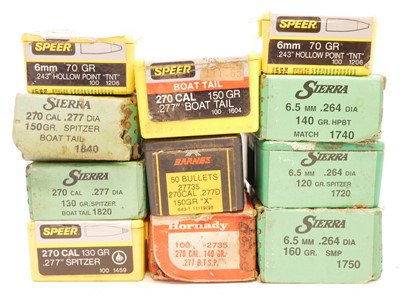 SPEER
6mm 70 GR
.243" HOLLOW POINT "TNT"
100 1206
SIERRA
270 CAL .277 DIA
150 GR. SPITZER
BOAT TAIL
1840
SIERRA
270 CAL .277 DIA
130 GR. SPITZER
BOAT TAIL 1820
SPEER
270 CAL 130 GR
.277" SPITZER
100 1459
SPEER
BOAT TAIL
270 CAL 150 GR
.277" BOAT TAIL
100 1604
BARNES
50 BULLETS
27735
270CAL .277D
150GR "X"
Hornady
100 2735
270 CAL. 140 GR.
.277 B.T.S.P.
SPEER
6mm 70 GR
.243" HOLLOW POINT "TNT"
100 1206
SIERRA
6.5 MM .264 DIA
140 GR. HPBT
MATCH 1740
SIERRA
6.5 MM .264 DIA
120 GR. SPITZER
1720
SIERRA
6.5 MM .264 DIA
160 GR. SMP
1750